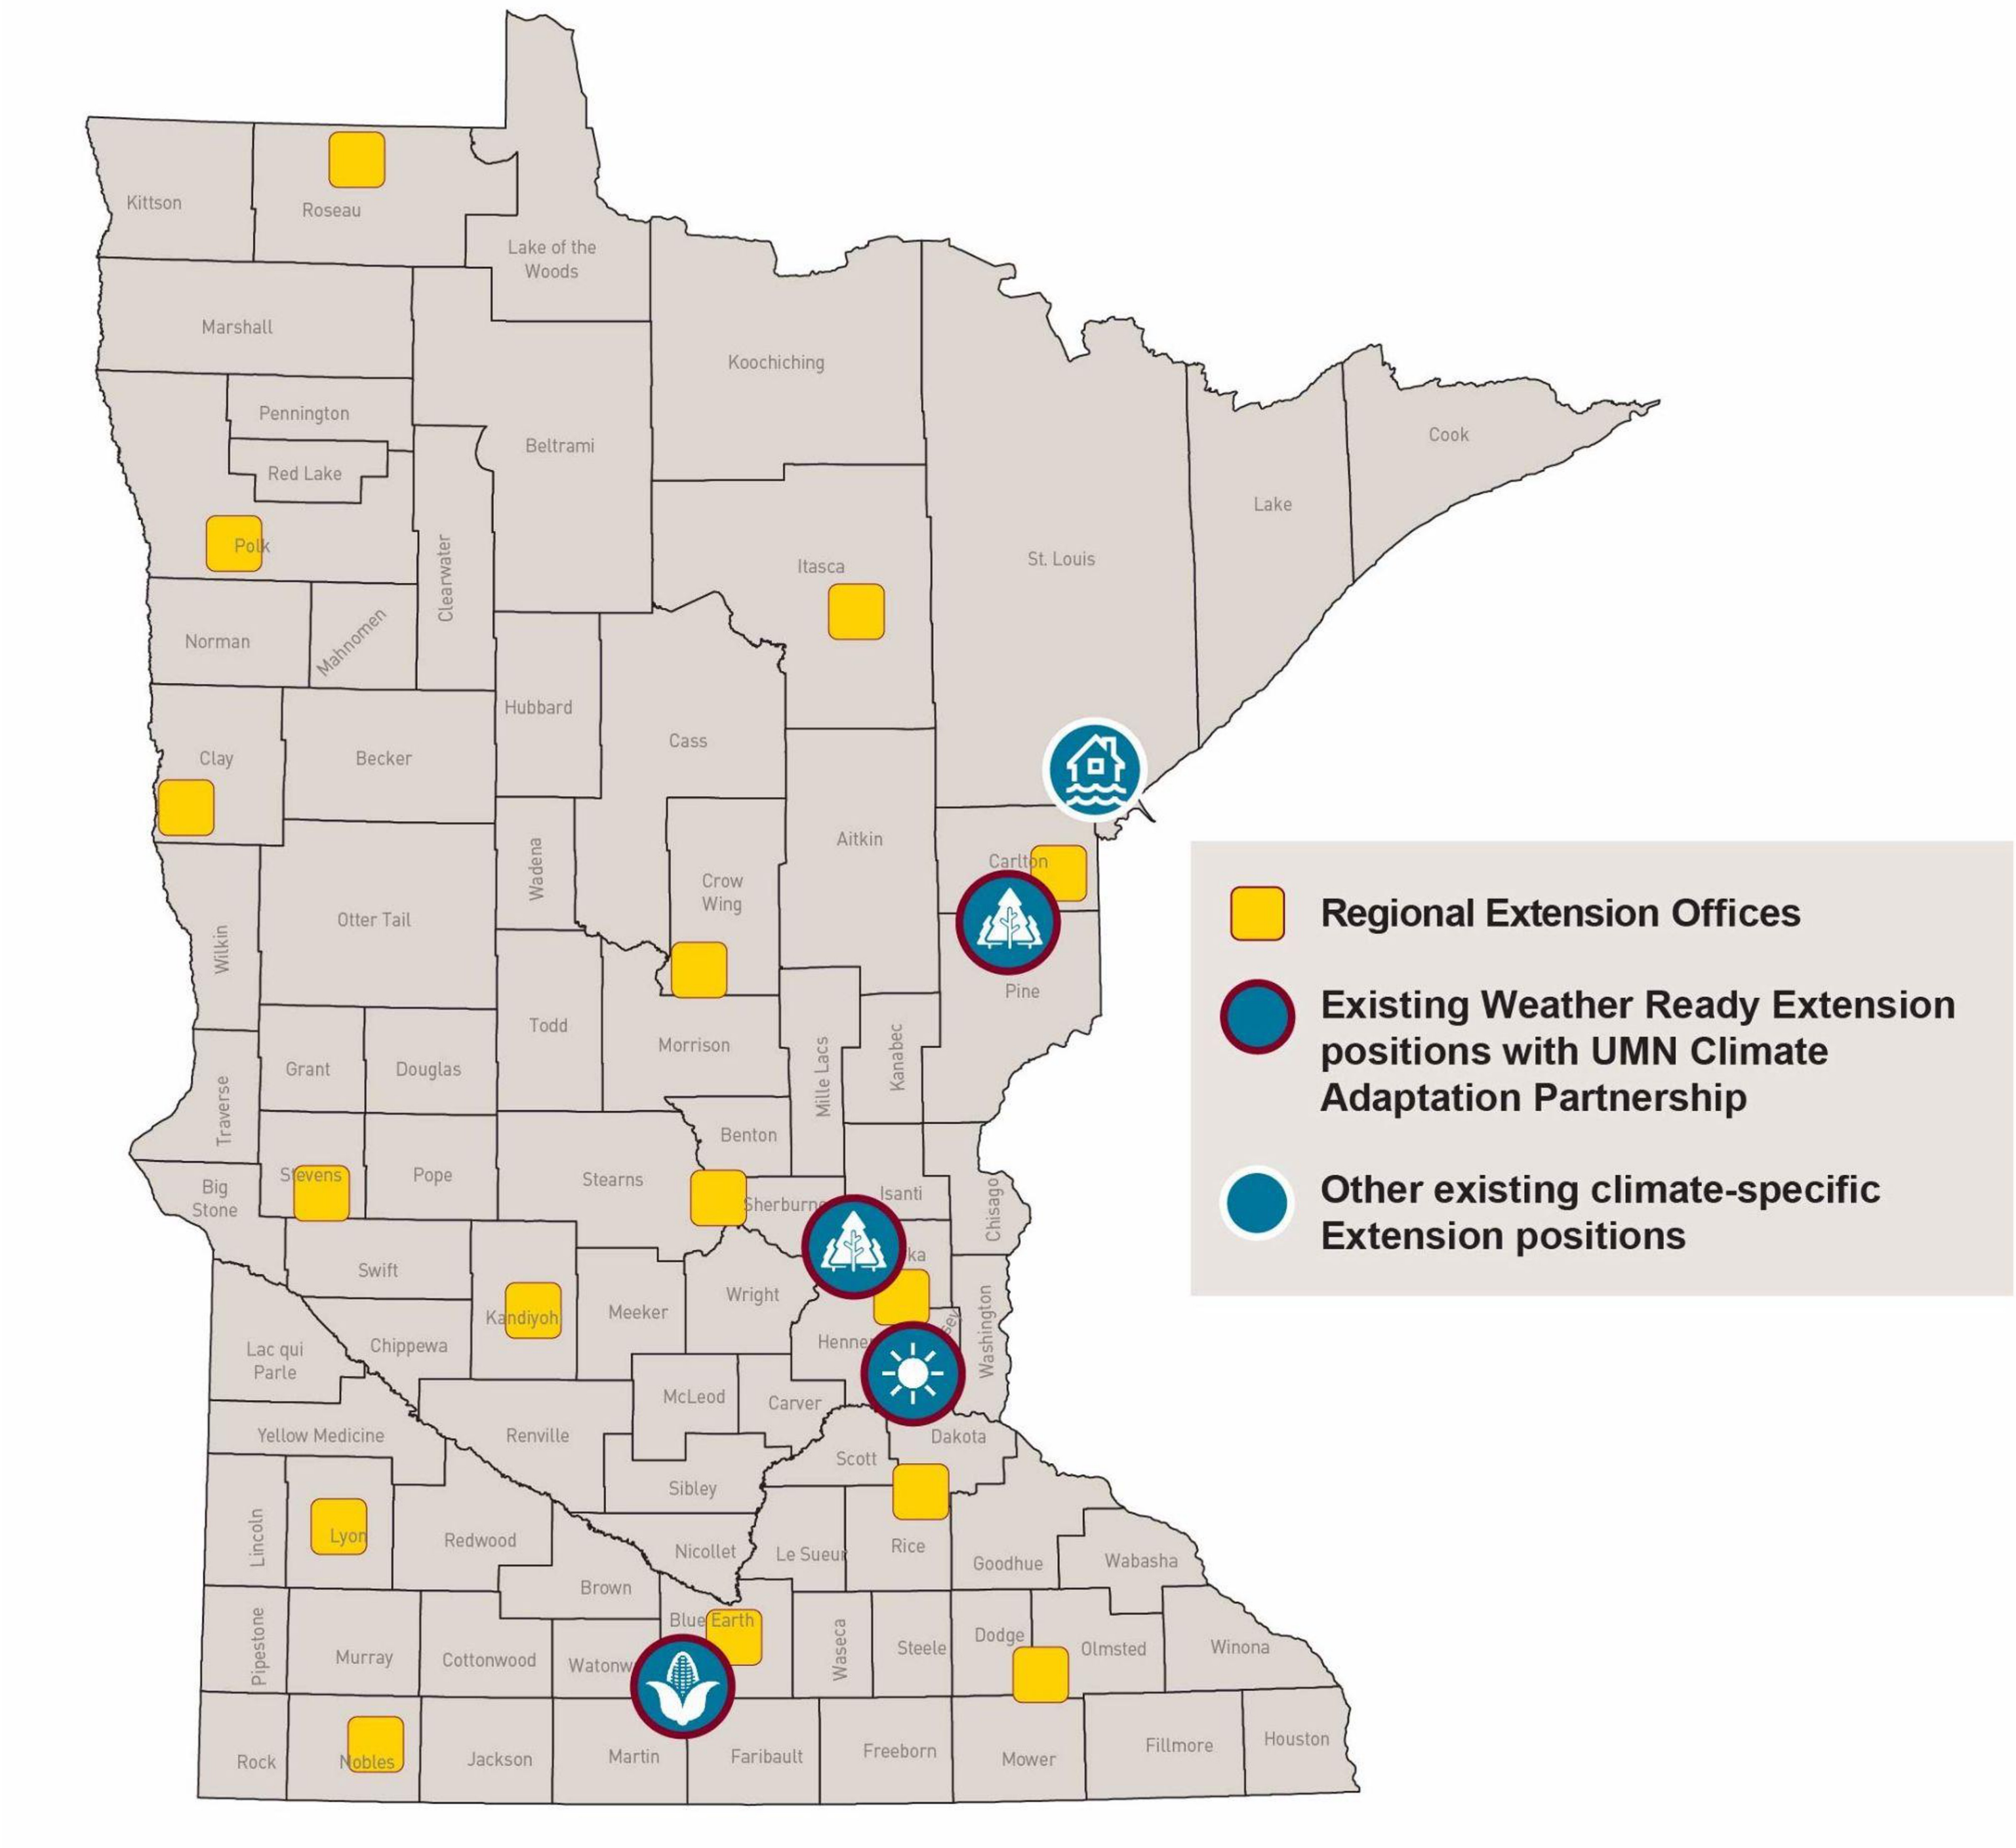 Kittson
Roseau
Lake of the
Woods
Marshall
Koochiching
Pennington
Beltrami
Red Lake
Cook
Lake
Polk
Clearwater
Itasca
St. Louis
Norman
Mahnomen
Hubbard
Cass
Clay
Becker
Aitkin
Wadena
Carlton
Crow
Wing
Otter Tail
Wilkin
Pine
Todd
Morrison
Mille Lacs
Kanabec
Grant
Douglas
Traverse
Benton
Stevens
Pope
Stearns
Big
Stone
Sherburne
Isanti
Chisago
ka
Swift
Wright
Washington
Kandiyoh
Meeker
Chippewa
Henne
sey
Lac qui
Parle
McLeod
Carver
Yellow Medicine
Renville
Dakota
Scott
Sibley
Lincoln
Lyon
Redwood
Nicollet
Le Sueur
Rice
Goodhue
Wabasha
Brown
Blue Earth
Pipestone
Murray
Cottonwood
Watonw
Waseca
Steele
Dodge
Olmsted
Winona
Rock
Nobles
Jackson
Martin
Faribault
Freeborn
Mower
Fillmore
Houston
Regional Extension Offices
Existing Weather Ready Extension
positions with UMN Climate
Adaptation Partnership
Other existing climate-specific
Extension positions